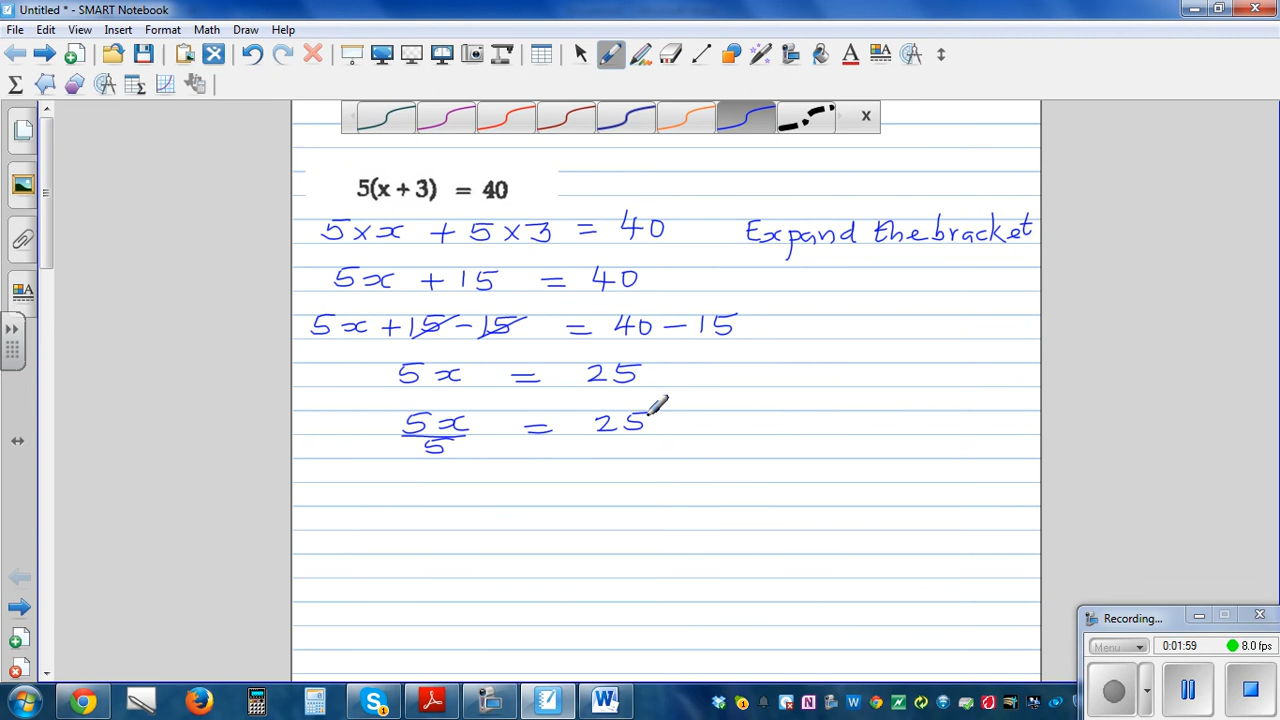 Untitled * - SMART Notebook
File Edit View Insert Format Math Draw Help
x
5(x + 3) = 40
5 × x + 5 × 3 = 40 Expand the bracket
5x + 15 = 40
5x + 15 - 15 = 40 - 15
5x = 25
5x = 25
5
Recording...
Menu 0:01:59 8.0 fps